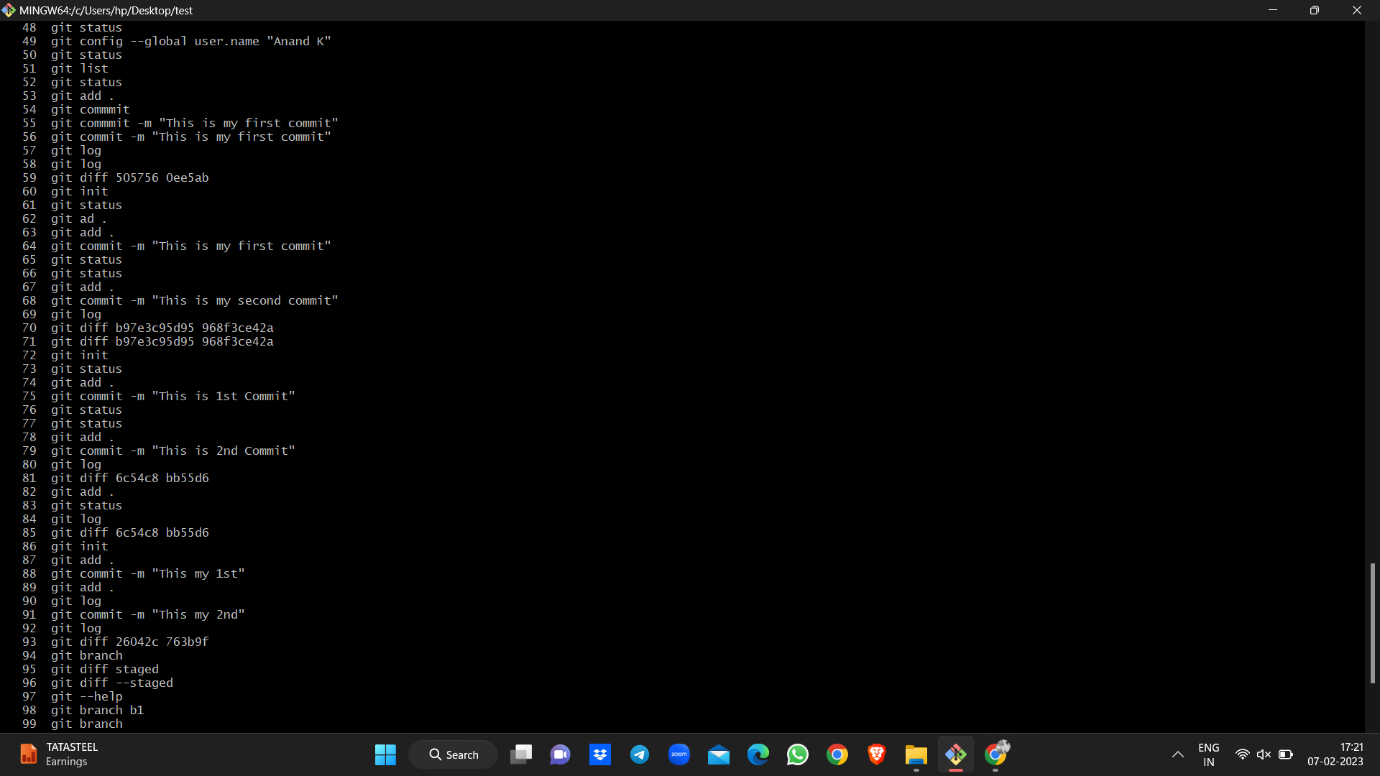 MINGW64:/c/Users/hp/Desktop/test
48 git status
49 git config --global user.name "Anand K"
50 git status
51 git list
52 git status
53 git add .
54 git commmit
55 git commmit -m "This is my first commit"
56 git commit -m "This is my first commit"
57 git log
58 git log
59 git diff 505756 0ee5ab
60 git init
61 git status
62 git ad .
63 git add .
64 git commit -m "This is my first commit"
65 git status
66 git status
67 git add .
68 git commit -m "This is my second commit"
69 git log
70 git diff b97e3c95d95 968f3ce42a
71 git diff b97e3c95d95 968f3ce42a
72 git init
73 git status
74 git add .
75 git commit -m "This is 1st Commit"
76 git status
77 git status
78 git add .
79 git commit -m "This is 2nd Commit"
80 git log
81 git diff 6c54c8 bb55d6
82 git add .
83 git status
84 git log
85 git diff 6c54c8 bb55d6
86 git init
87 git add .
88 git commit -m "This my 1st"
89 git add .
90 git log
91 git commit -m "This my 2nd"
92 git log
93 git diff 26042c 763b9f
94 git branch
95 git diff staged
96 git diff --staged
97 git --help
98 git branch b1
99 git branch
TATASTEEL
Earnings
Search
zoom
ENG
IN
17:21
07-02-2023